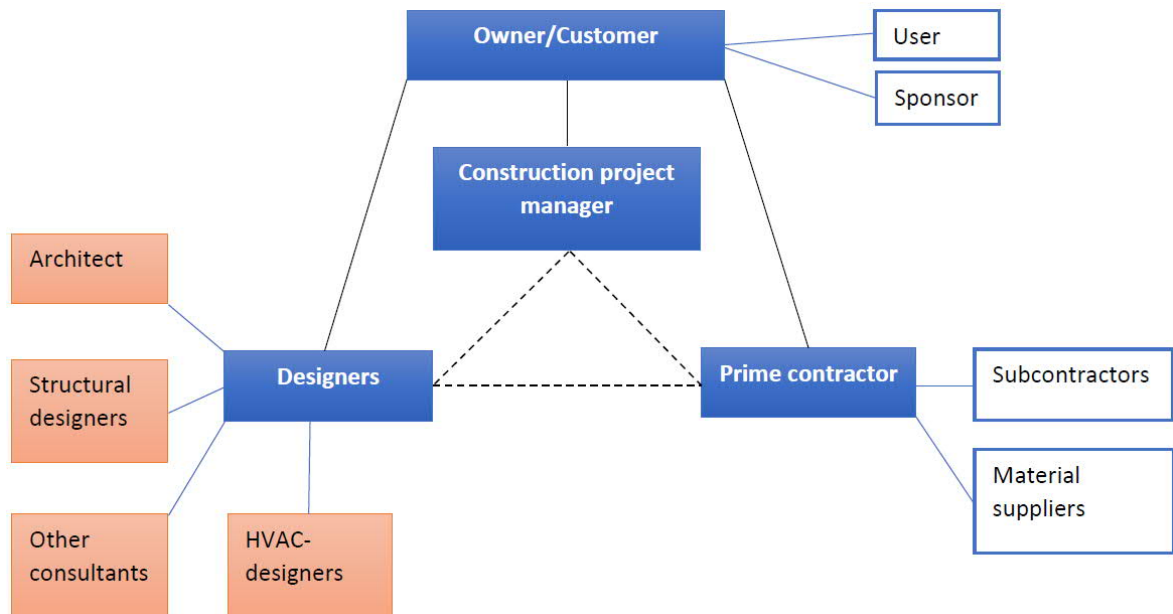 Owner/Customer
User
Sponsor
Construction project
manager
Architect
Structural
designers
Designers
Prime contractor
Subcontractors
Material
suppliers
Other
consultants
HVAC-
designers